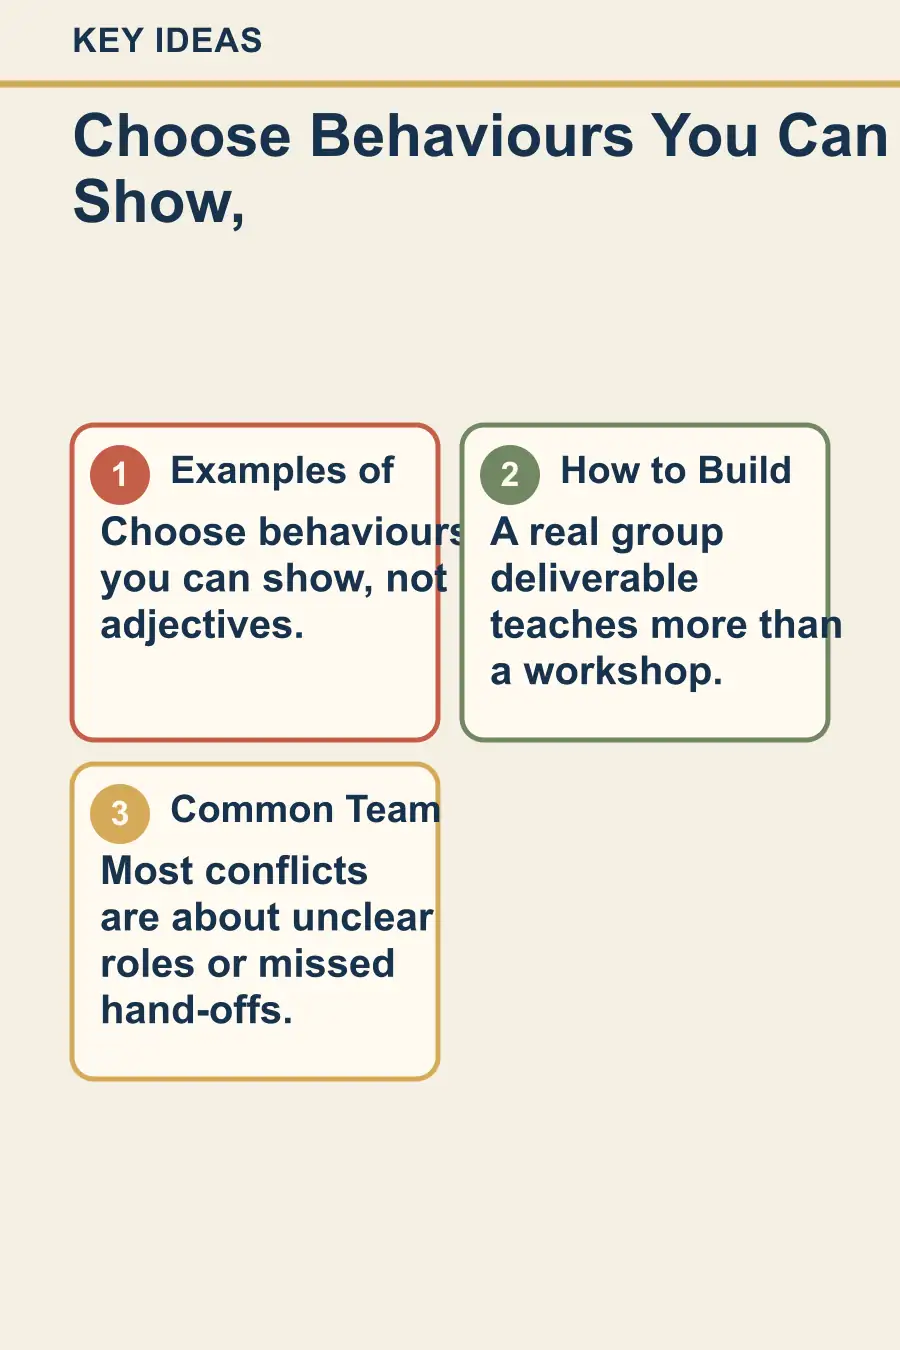 KEY IDEAS
Choose Behaviours You Can
Show,
1
Examples of
Choose behaviours
you can show, not
adjectives.
2
How to Build
A real group
deliverable
teaches more than
a workshop.
3
Common Team
Most conflicts
are about unclear
roles or missed
hand-offs.